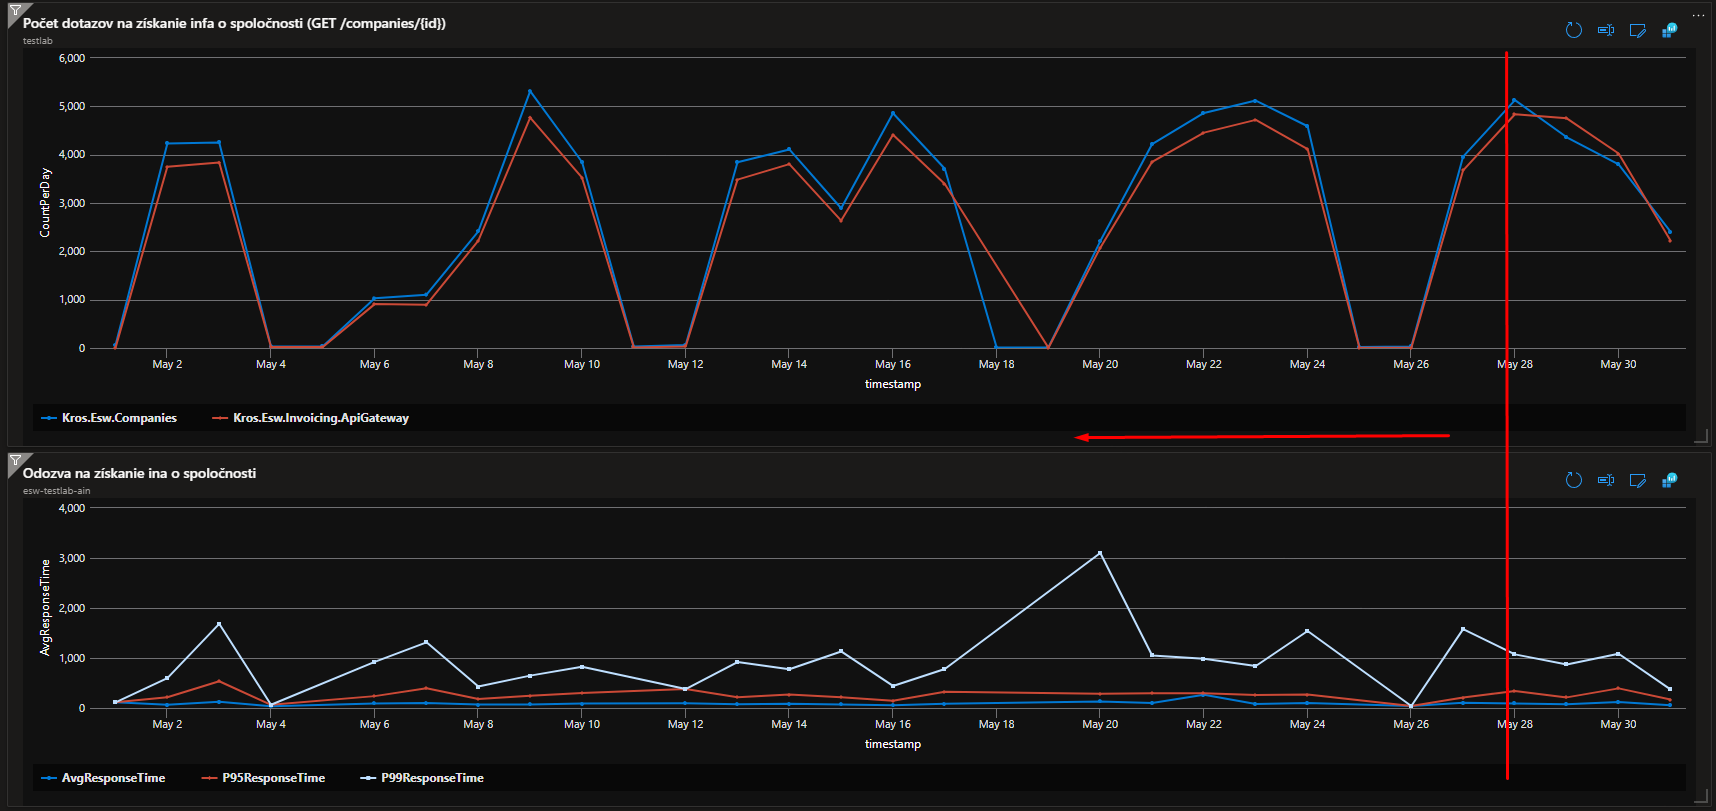 Počet dotazov na získanie infa o spoločnosti (GET /companies/{id})
testlab
6,000
5,000
4,000
3,000
2,000
1,000
0
CountPerDay
May 2 May 4 May 6 May 8 May 10 May 12 May 14 May 16 May 18 May 20 May 22 May 24 May 26 May 28 May 30
timestamp
Kros.Esw.Companies Kros.Esw.Invoicing.ApiGateway
Odozva na získanie ina o spoločnosti
esw-testlab-ain
4,000
3,000
2,000
1,000
0
AvgResponseTime
May 2 May 4 May 6 May 8 May 10 May 12 May 14 May 16 May 18 May 20 May 22 May 24 May 26 May 28 May 30
timestamp
AvgResponseTime P95ResponseTime P99ResponseTime